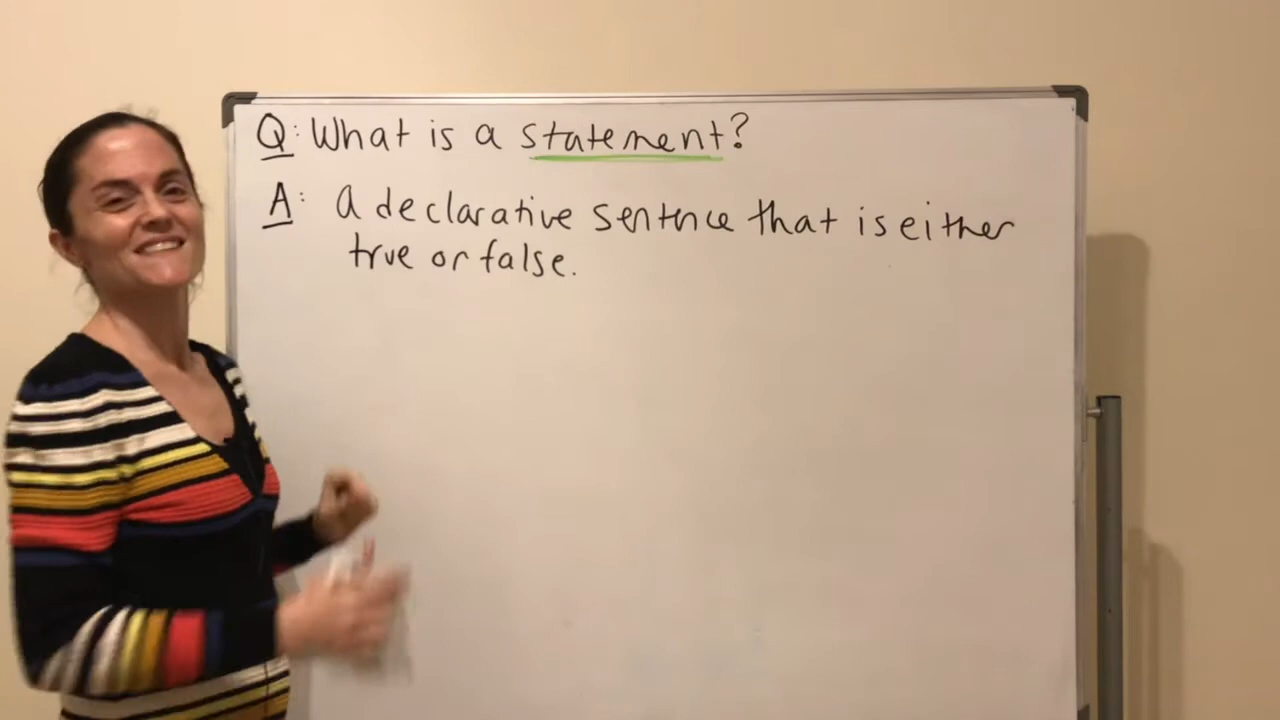 Q: What is a statement?
A: A declarative sentence that is either
true or false.